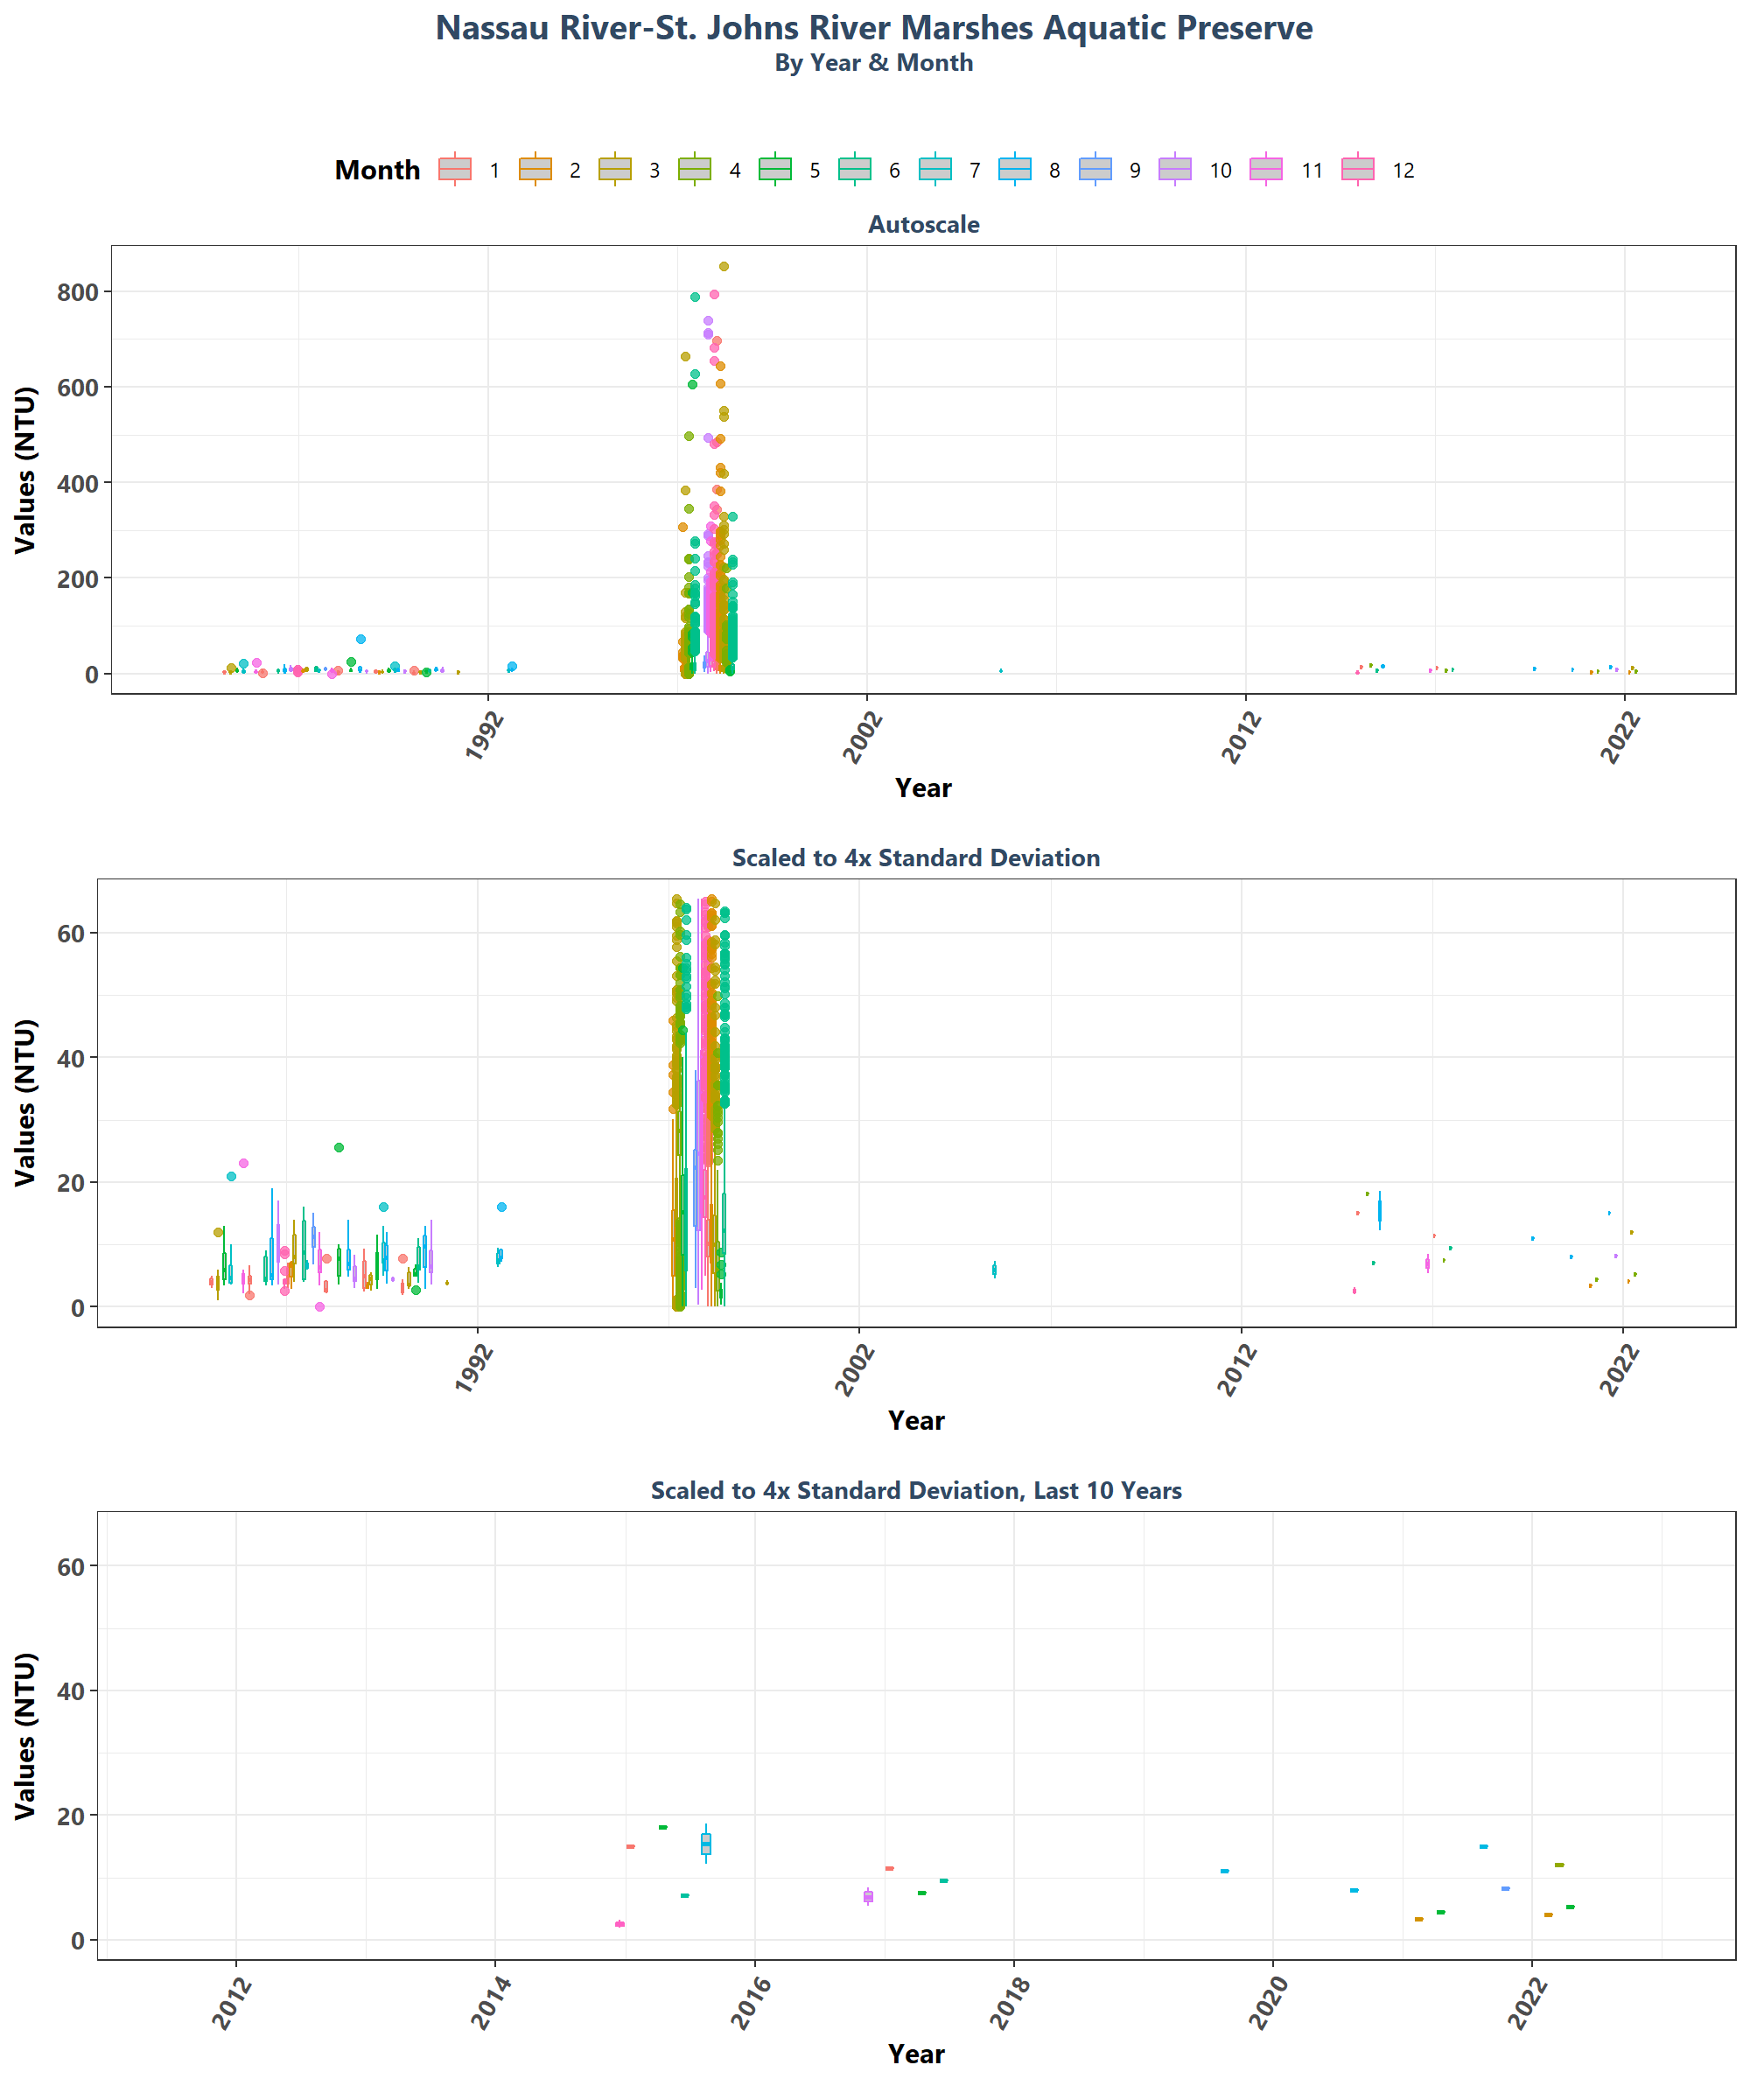 Nassau River-St. Johns River Marshes Aquatic Preserve
By Year & Month
Month 1 2 3 4 5 6 7 8 9 10 11 12
Autoscale
Values (NTU)
800
600
400
200
0
1992 2002 2012 2022
Year
Scaled to 4x Standard Deviation
Values (NTU)
60
40
20
0
1992 2002 2012 2022
Year
Scaled to 4x Standard Deviation, Last 10 Years
Values (NTU)
60
40
20
0
2012 2014 2016 2018 2020 2022
Year